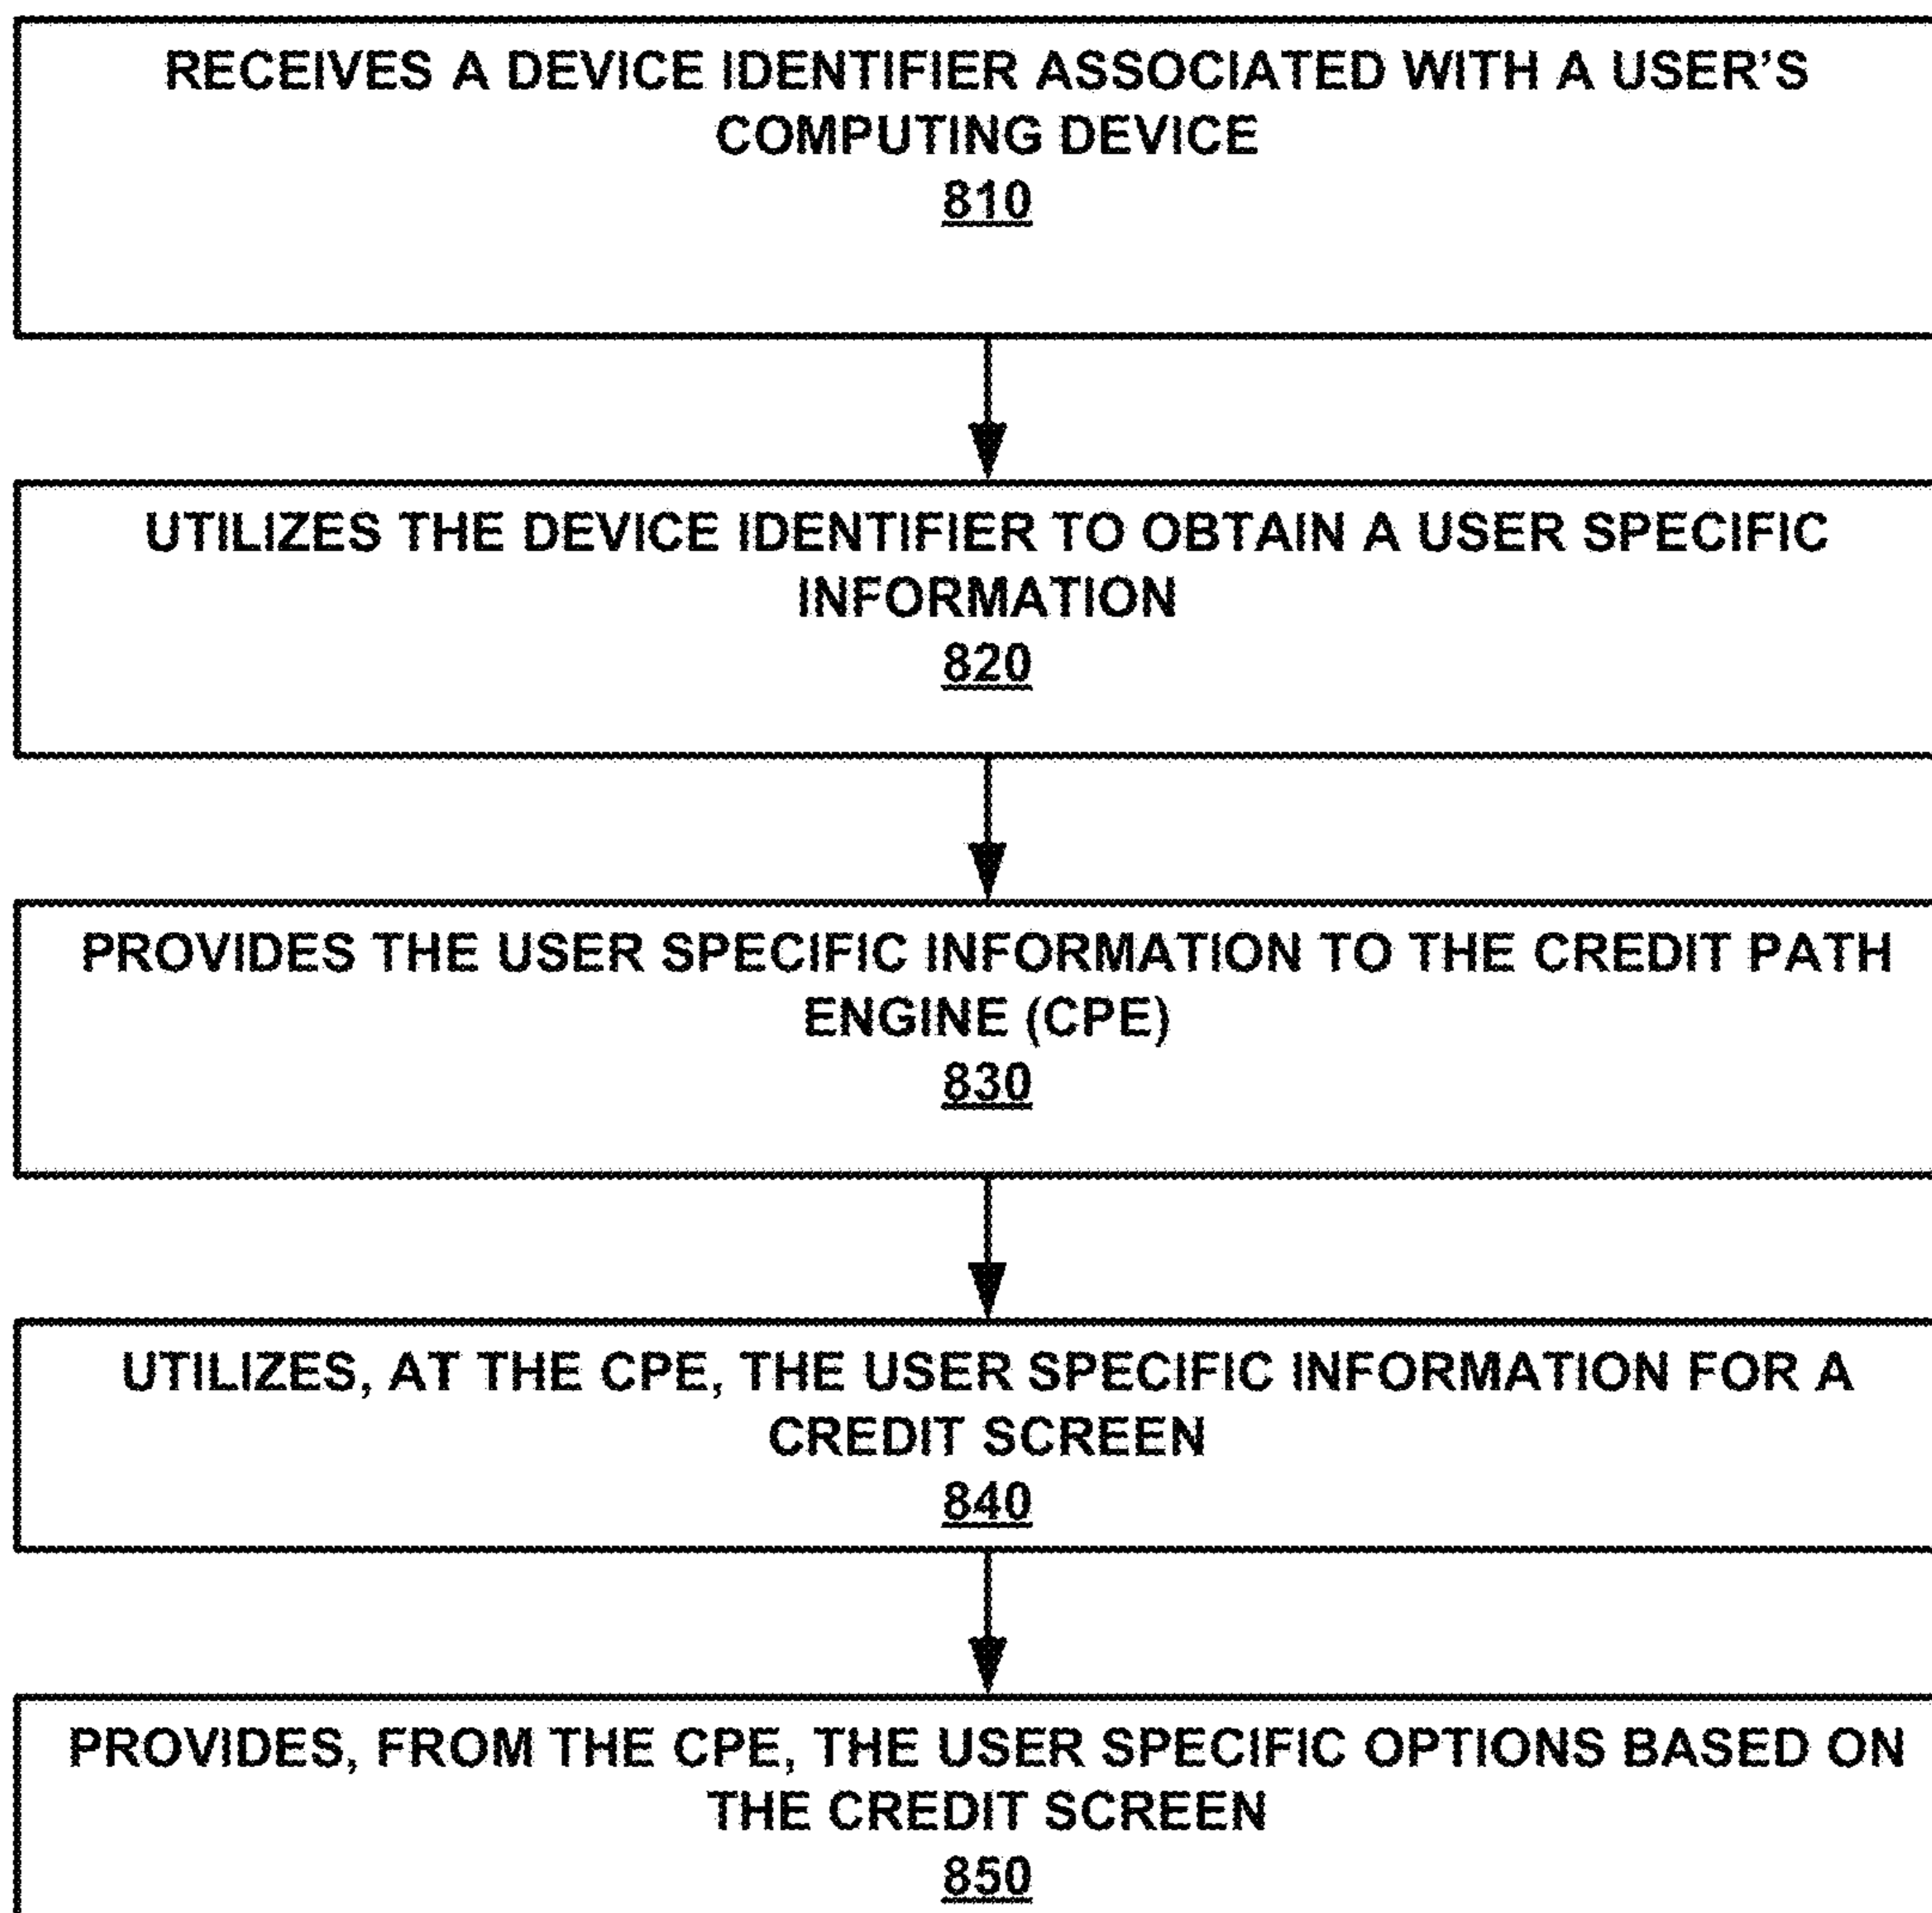 RECEIVES A DEVICE IDENTIFIER ASSOCIATED WITH A USER'S
COMPUTING DEVICE
810
UTILIZES THE DEVICE IDENTIFIER TO OBTAIN A USER SPECIFIC
INFORMATION
820
PROVIDES THE USER SPECIFIC INFORMATION TO THE CREDIT PATH
ENGINE (CPE)
830
UTILIZES, AT THE CPE, THE USER SPECIFIC INFORMATION FOR A
CREDIT SCREEN
840
PROVIDES, FROM THE CPE, THE USER SPECIFIC OPTIONS BASED ON
THE CREDIT SCREEN
850